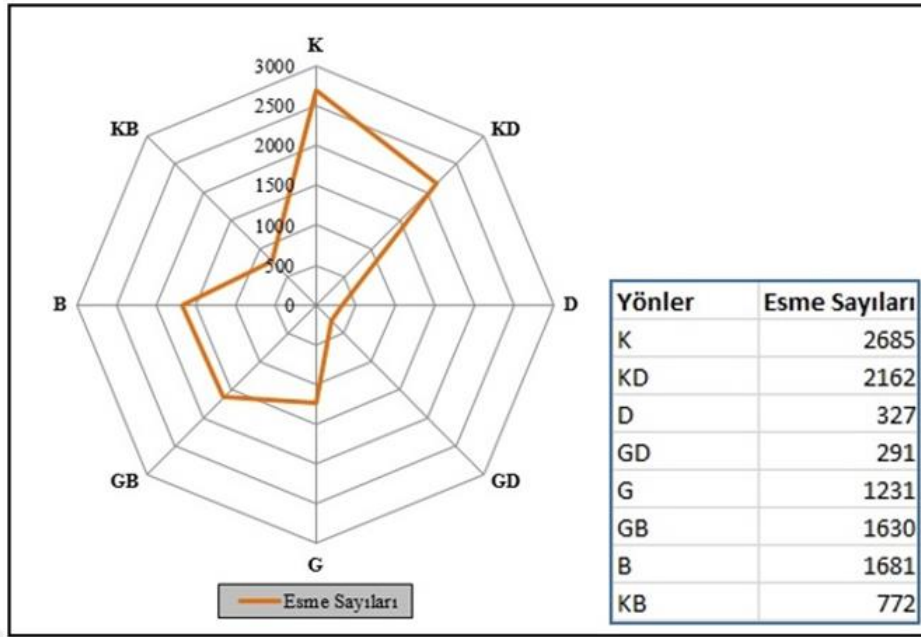 K
3000
2500
2000
1500
1000
500
0
KB
KD
B
D
GB
GD
G
Esme Sayıları
Yönler Esme Sayıları
K 2685
KD 2162
D 327
GD 291
G 1231
GB 1630
B 1681
KB 772